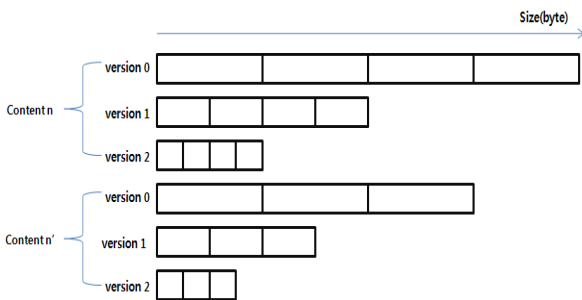 Size(byte)
version 0
Content n
version 1
version 2
version 0
Content n'
version 1
version 2